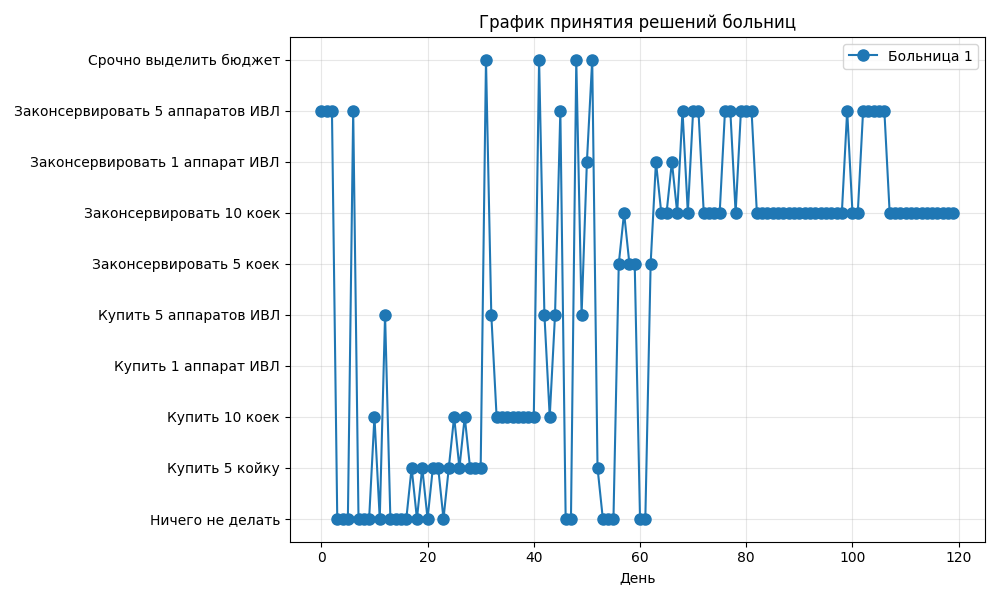 График принятия решений больниц
Больница 1
Срочно выделить бюджет
Законсервировать 5 аппаратов ИВЛ
Законсервировать 1 аппарат ИВЛ
Законсервировать 10 коек
Законсервировать 5 коек
Купить 5 аппаратов ИВЛ
Купить 1 аппарат ИВЛ
Купить 10 коек
Купить 5 койку
Ничего не делать
0 20 40 60 80 100 120
День